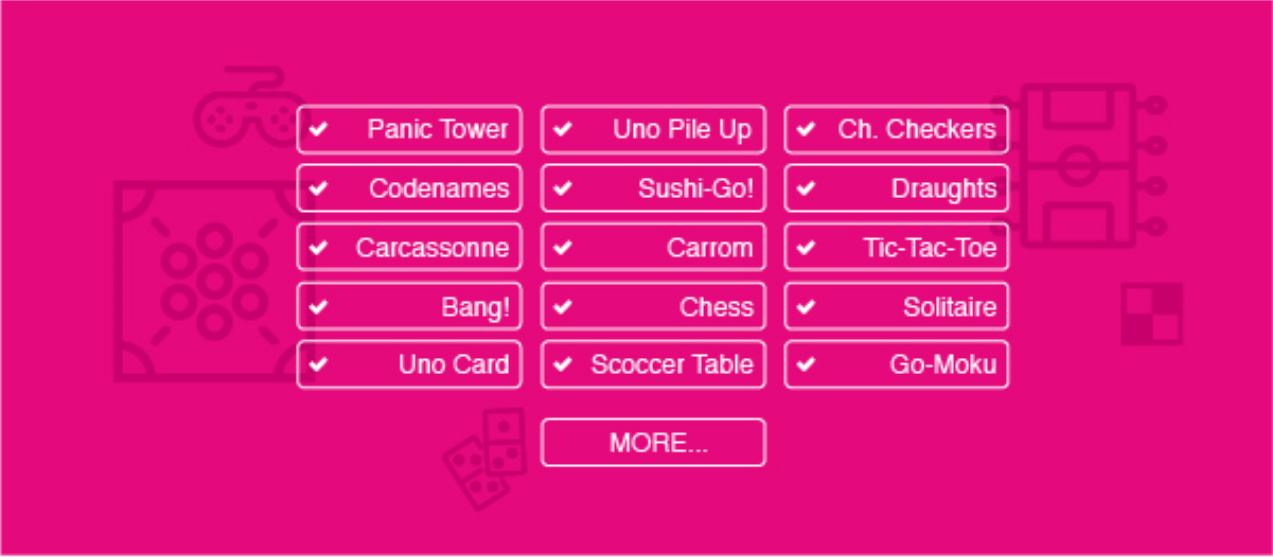 Panic Tower
Uno Pile Up
Ch. Checkers
Codenames
Sushi-Go!
Draughts
Carcassonne
Carrom
Tic-Tac-Toe
Bang!
Chess
Solitaire
Uno Card
Scoccer Table
Go-Moku
MORE...